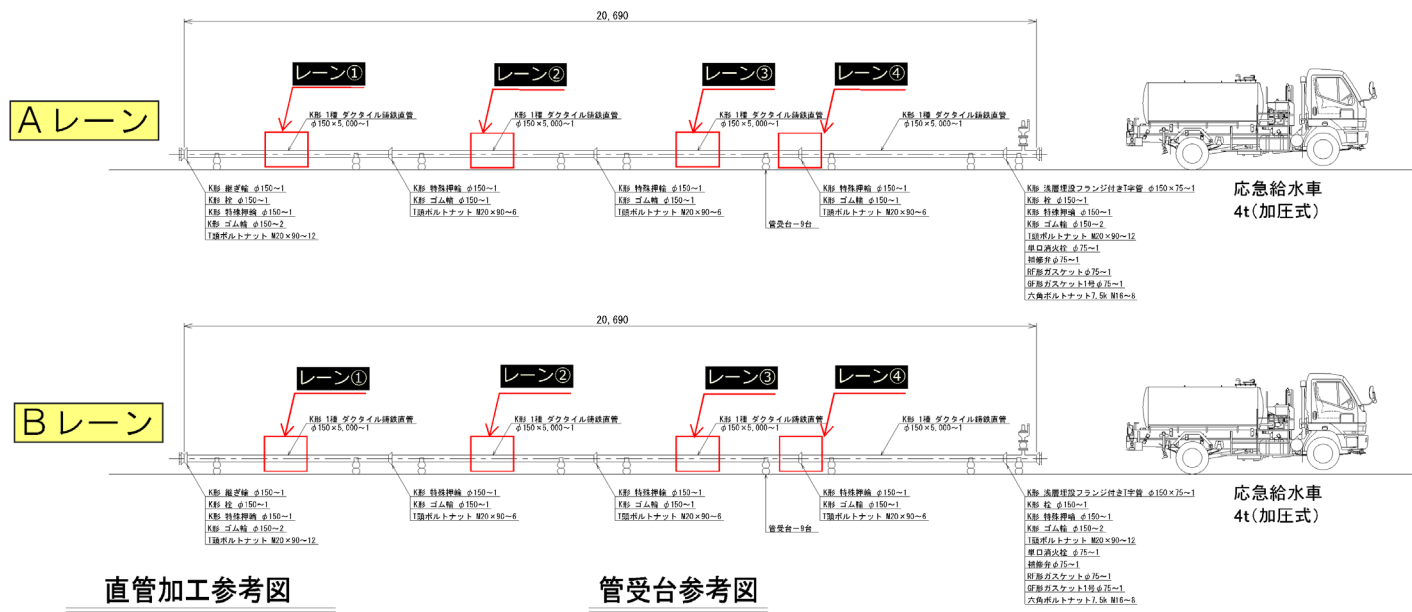 20,690
レーン①
レーン②
レーン③
レーン④
Aレーン
K形 1種 ダクタイル鋳鉄直管
φ150×5,000~1
K形 1種 ダクタイル鋳鉄直管
φ150×5,000~1
K形 1種 ダクタイル鋳鉄直管
φ150×5,000~1
K形 1種 ダクタイル鋳鉄直管
φ150×5,000~1
K形 継ぎ輪 φ150~1
K形 栓 φ150~1
K形 特殊押輪 φ150~1
K形 ゴム輪 φ150~2
T頭ボルトナット M20×90~12
K形 特殊押輪 φ150~1
K形 ゴム輪 φ150~1
T頭ボルトナット M20×90~6
K形 特殊押輪 φ150~1
K形 ゴム輪 φ150~1
T頭ボルトナット M20×90~6
管受台-9台
K形 特殊押輪 φ150~1
K形 ゴム輪 φ150~1
T頭ボルトナット M20×90~6
K形 浅層埋設フランジ付きT字管 φ150×75~1
K形 栓 φ150~1
K形 特殊押輪 φ150~1
K形 ゴム輪 φ150~2
T頭ボルトナット M20×90~12
単口消火栓 φ75~1
補修弁φ75~1
RF形ガスケットφ75~1
GF形ガスケット1号φ75~1
六角ボルトナット7.5k M16~8
応急給水車
4t(加圧式)
20,690
レーン①
レーン②
レーン③
レーン④
Bレーン
K形 1種 ダクタイル鋳鉄直管
φ150×5,000~1
K形 1種 ダクタイル鋳鉄直管
φ150×5,000~1
K形 1種 ダクタイル鋳鉄直管
φ150×5,000~1
K形 1種 ダクタイル鋳鉄直管
φ150×5,000~1
K形 継ぎ輪 φ150~1
K形 栓 φ150~1
K形 特殊押輪 φ150~1
K形 ゴム輪 φ150~2
T頭ボルトナット M20×90~12
K形 特殊押輪 φ150~1
K形 ゴム輪 φ150~1
T頭ボルトナット M20×90~6
K形 特殊押輪 φ150~1
K形 ゴム輪 φ150~1
T頭ボルトナット M20×90~6
管受台-9台
K形 特殊押輪 φ150~1
K形 ゴム輪 φ150~1
T頭ボルトナット M20×90~6
K形 浅層埋設フランジ付きT字管 φ150×75~1
K形 栓 φ150~1
K形 特殊押輪 φ150~1
K形 ゴム輪 φ150~2
T頭ボルトナット M20×90~12
単口消火栓 φ75~1
補修弁φ75~1
RF形ガスケットφ75~1
GF形ガスケット1号φ75~1
六角ボルトナット7.5k M16~8
応急給水車
4t(加圧式)
直管加工参考図
管受台参考図